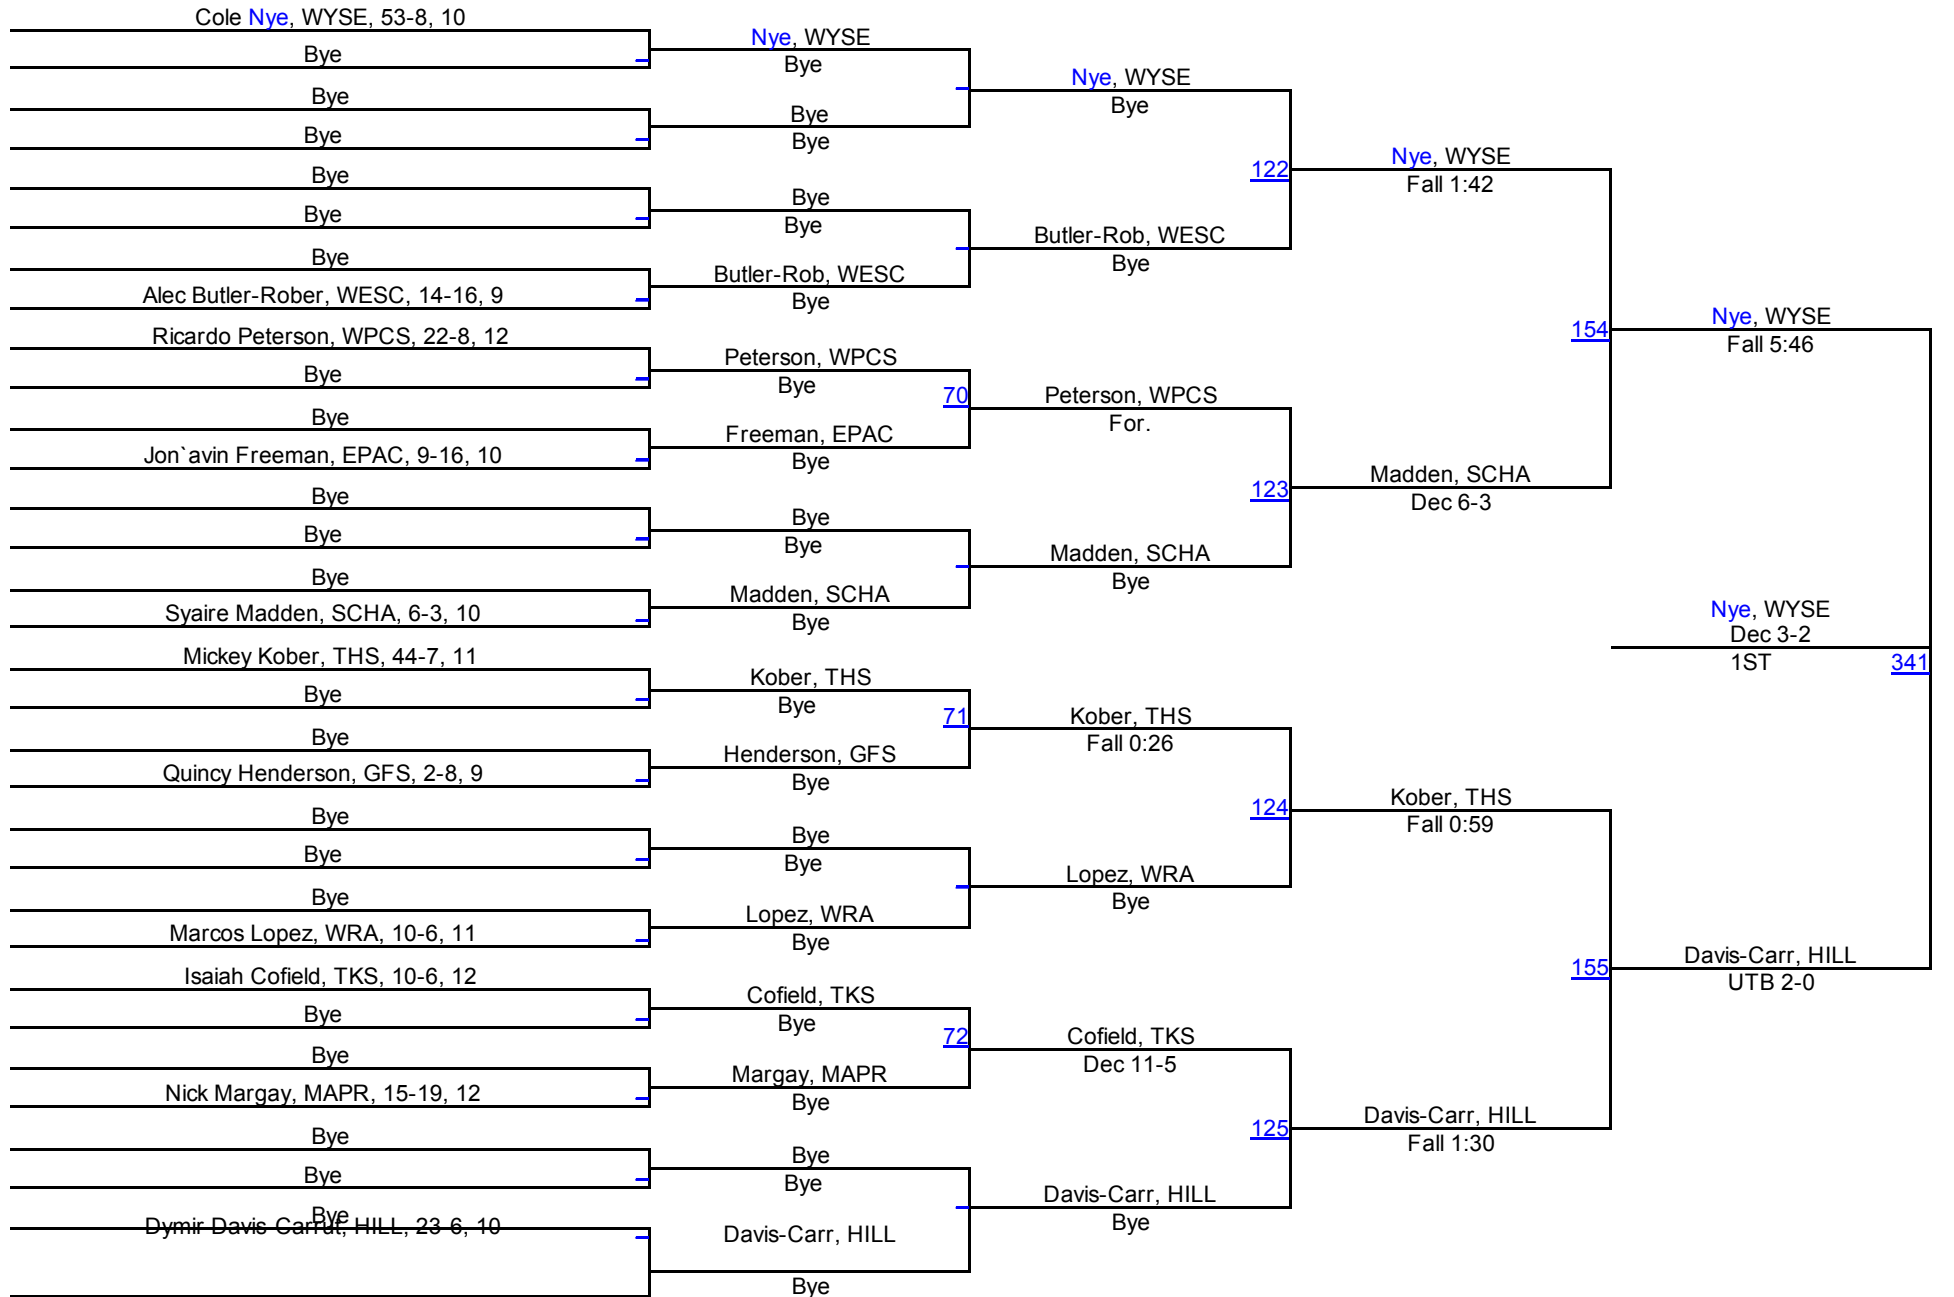 Cole Nye, WYSE, 53-8, 10
Bye
Bye
Bye
Bye
Bye
Bye
Alec Butler-Rober, WESC, 14-16, 9
Ricardo Peterson, WPCS, 22-8, 12
Bye
Bye
Jon`avin Freeman, EPAC, 9-16, 10
Bye
Bye
Bye
Syaire Madden, SCHA, 6-3, 10
Mickey Kober, THS, 44-7, 11
Bye
Bye
Quincy Henderson, GFS, 2-8, 9
Bye
Bye
Bye
Marcos Lopez, WRA, 10-6, 11
Isaiah Cofield, TKS, 10-6, 12
Bye
Bye
Nick Margay, MAPR, 15-19, 12
Bye
Bye
Bye
Dymir Davis-Carrut, HILL, 23-6, 10
Nye, WYSE
Bye
Bye
Bye
Bye
Bye
Butler-Rob, WESC
Bye
Peterson, WPCS
Bye
70
Freeman, EPAC
Bye
Bye
Bye
Madden, SCHA
Bye
Kober, THS
Bye
71
Henderson, GFS
Bye
Bye
Bye
Lopez, WRA
Bye
Cofield, TKS
Bye
72
Margay, MAPR
Bye
Bye
Bye
Davis-Carr, HILL
Bye
Nye, WYSE
Bye
122
Butler-Rob, WESC
Bye
Peterson, WPCS
For.
123
Madden, SCHA
Bye
Kober, THS
Fall 0:26
124
Lopez, WRA
Bye
Cofield, TKS
Dec 11-5
125
Davis-Carr, HILL
Bye
Nye, WYSE
Fall 1:42
154
Madden, SCHA
Dec 6-3
Kober, THS
Fall 0:59
155
Davis-Carr, HILL
Fall 1:30
Nye, WYSE
Fall 5:46
Nye, WYSE
Dec 3-2
1ST
341
Davis-Carr, HILL
UTB 2-0